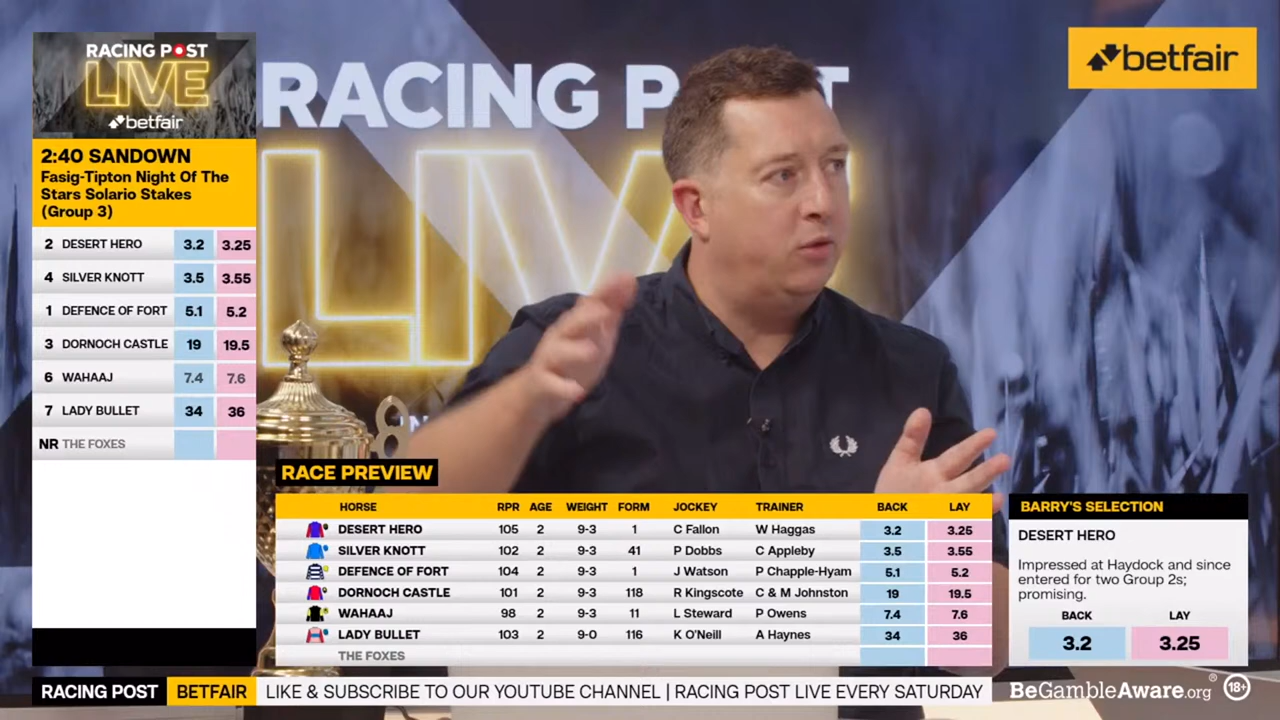 RACING POST
LIVE
betfair
2:40 SANDOWN
Fasig-Tipton Night Of The
Stars Solario Stakes
(Group 3)
2 DESERT HERO 3.2 3.25
4 SILVER KNOTT 3.5 3.55
1 DEFENCE OF FORT 5.1 5.2
3 DORNOCH CASTLE 19 19.5
6 WAHAAJ 7.4 7.6
7 LADY BULLET 34 36
NR THE FOXES
RACING P T
LIV
betfair
RACE PREVIEW
HORSE RPR AGE WEIGHT FORM JOCKEY TRAINER BACK LAY
DESERT HERO 105 2 9-3 1 C Fallon W Haggas 3.2 3.25
SILVER KNOTT 102 2 9-3 41 P Dobbs C Appleby 3.5 3.55
DEFENCE OF FORT 104 2 9-3 1 J Watson P Chapple-Hyam 5.1 5.2
DORNOCH CASTLE 101 2 9-3 118 R Kingscote C & M Johnston 19 19.5
WAHAAJ 98 2 9-3 11 L Steward P Owens 7.4 7.6
LADY BULLET 103 2 9-0 116 K O'Neill A Haynes 34 36
THE FOXES
BARRY'S SELECTION
DESERT HERO
Impressed at Haydock and since
entered for two Group 2s;
promising.
BACK LAY
3.2 3.25
RACING POST BETFAIR LIKE & SUBSCRIBE TO OUR YOUTUBE CHANNEL | RACING POST LIVE EVERY SATURDAY
BeGambleAware.org® 18+